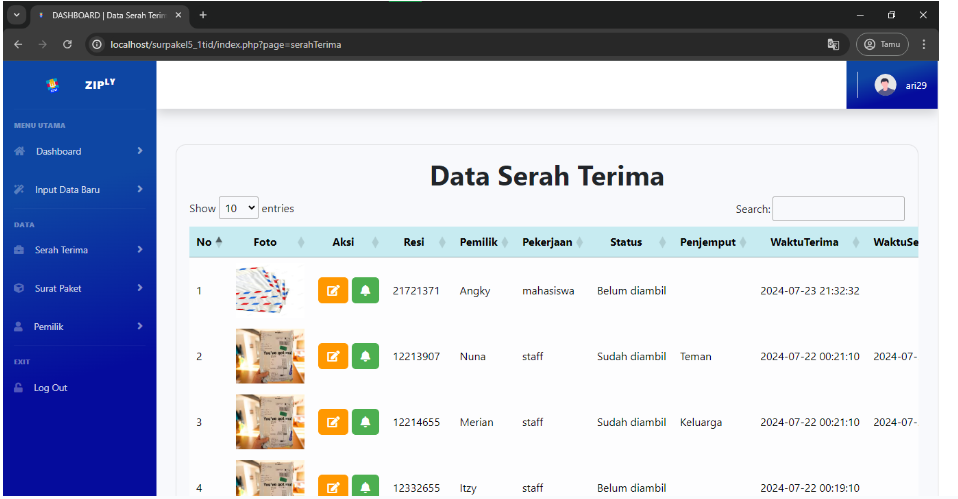 DASHBOARD | Data Serah Terim
localhost/surpakel5_1tid/index.php?page=serahTerima
Tamu
ZIPLY
ari29
MENU UTAMA
Dashboard
Input Data Baru
DATA
Serah Terima
Surat Paket
Pemilik
EXIT
Log Out
Data Serah Terima
Show 10 entries
Search:
No Foto Aksi Resi Pemilik Pekerjaan Status Penjemput WaktuTerima WaktuSe
1 21721371 Angky mahasiswa Belum diambil 2024-07-23 21:32:32
2 12213907 Nuna staff Sudah diambil Teman 2024-07-22 00:21:10 2024-07-
3 12214655 Merian staff Sudah diambil Keluarga 2024-07-22 00:21:10 2024-07-
4 12332655 Itzy staff Belum diambil 2024-07-22 00:19:10